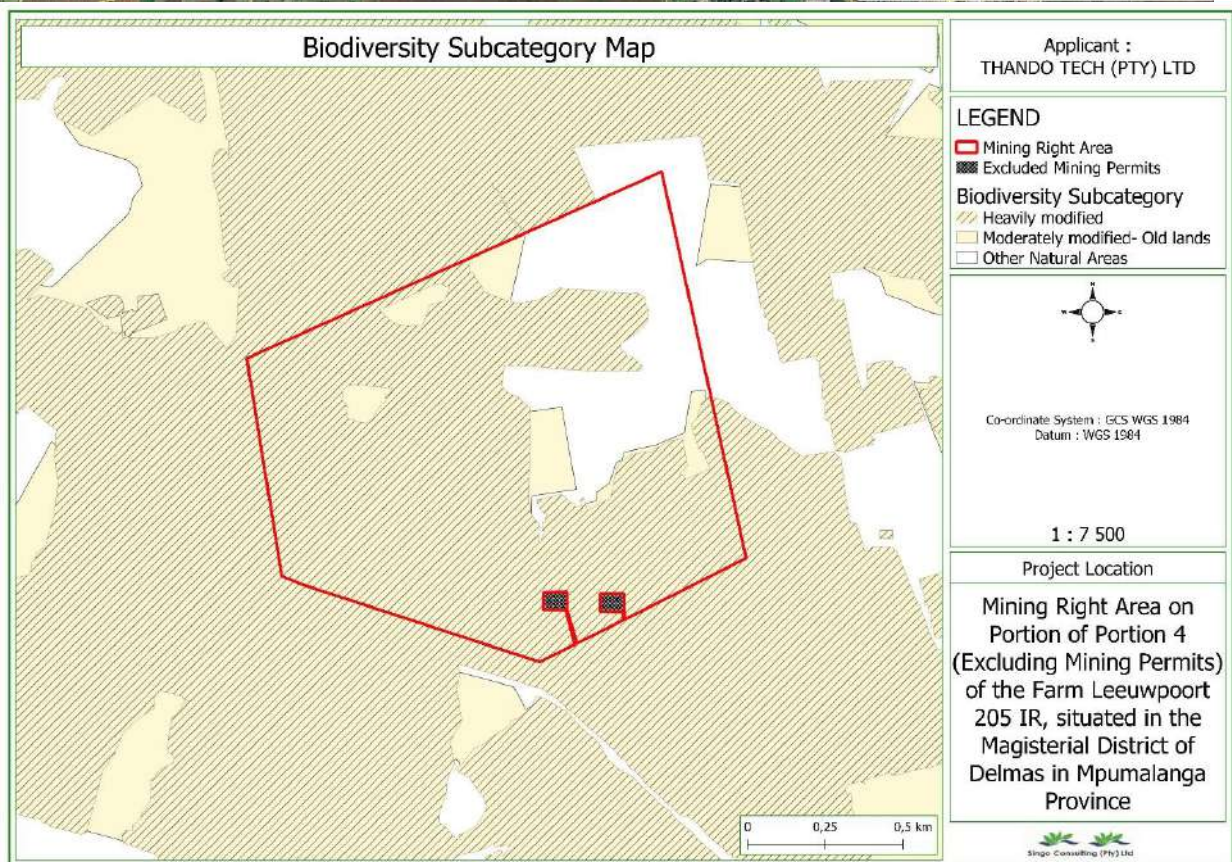 Biodiversity Subcategory Map
Applicant :
THANDO TECH (PTY) LTD
LEGEND
Mining Right Area
Excluded Mining Permits
Biodiversity Subcategory
Heavily modified
Moderately modified- Old lands
Other Natural Areas
N
W
E
S
Co-ordinate System : GCS WGS 1984
Datum : WGS 1984
1 : 7 500
Project Location
Mining Right Area on
Portion of Portion 4
(Excluding Mining Permits)
of the Farm Leeuwpoort
205 IR, situated in the
Magisterial District of
Delmas in Mpumalanga
Province
0 0,25 0,5 km
Singo Consulting (Pty) Ltd